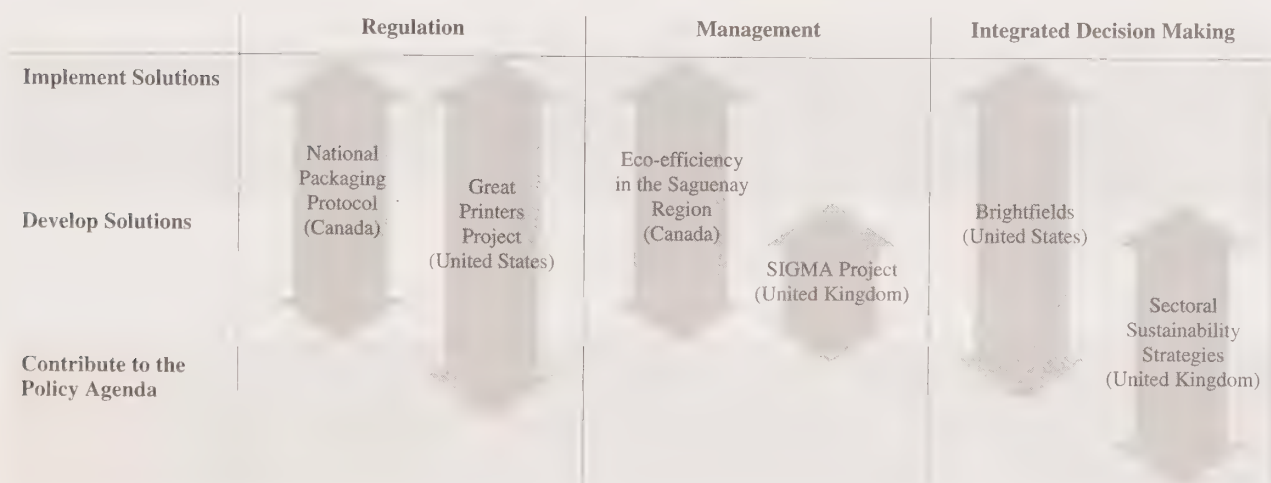 Regulation
Management
Integrated Decision Making
Implement Solutions
National
Packaging
Protocol
(Canada)
Great
Printers
Project
(United States)
Eco-efficiency
in the Saguenay
Region
(Canada)
Develop Solutions
SIGMA Project
(United Kingdom)
Brightfields
(United States)
Sectoral
Sustainability
Strategies
(United Kingdom)
Contribute to the
Policy Agenda